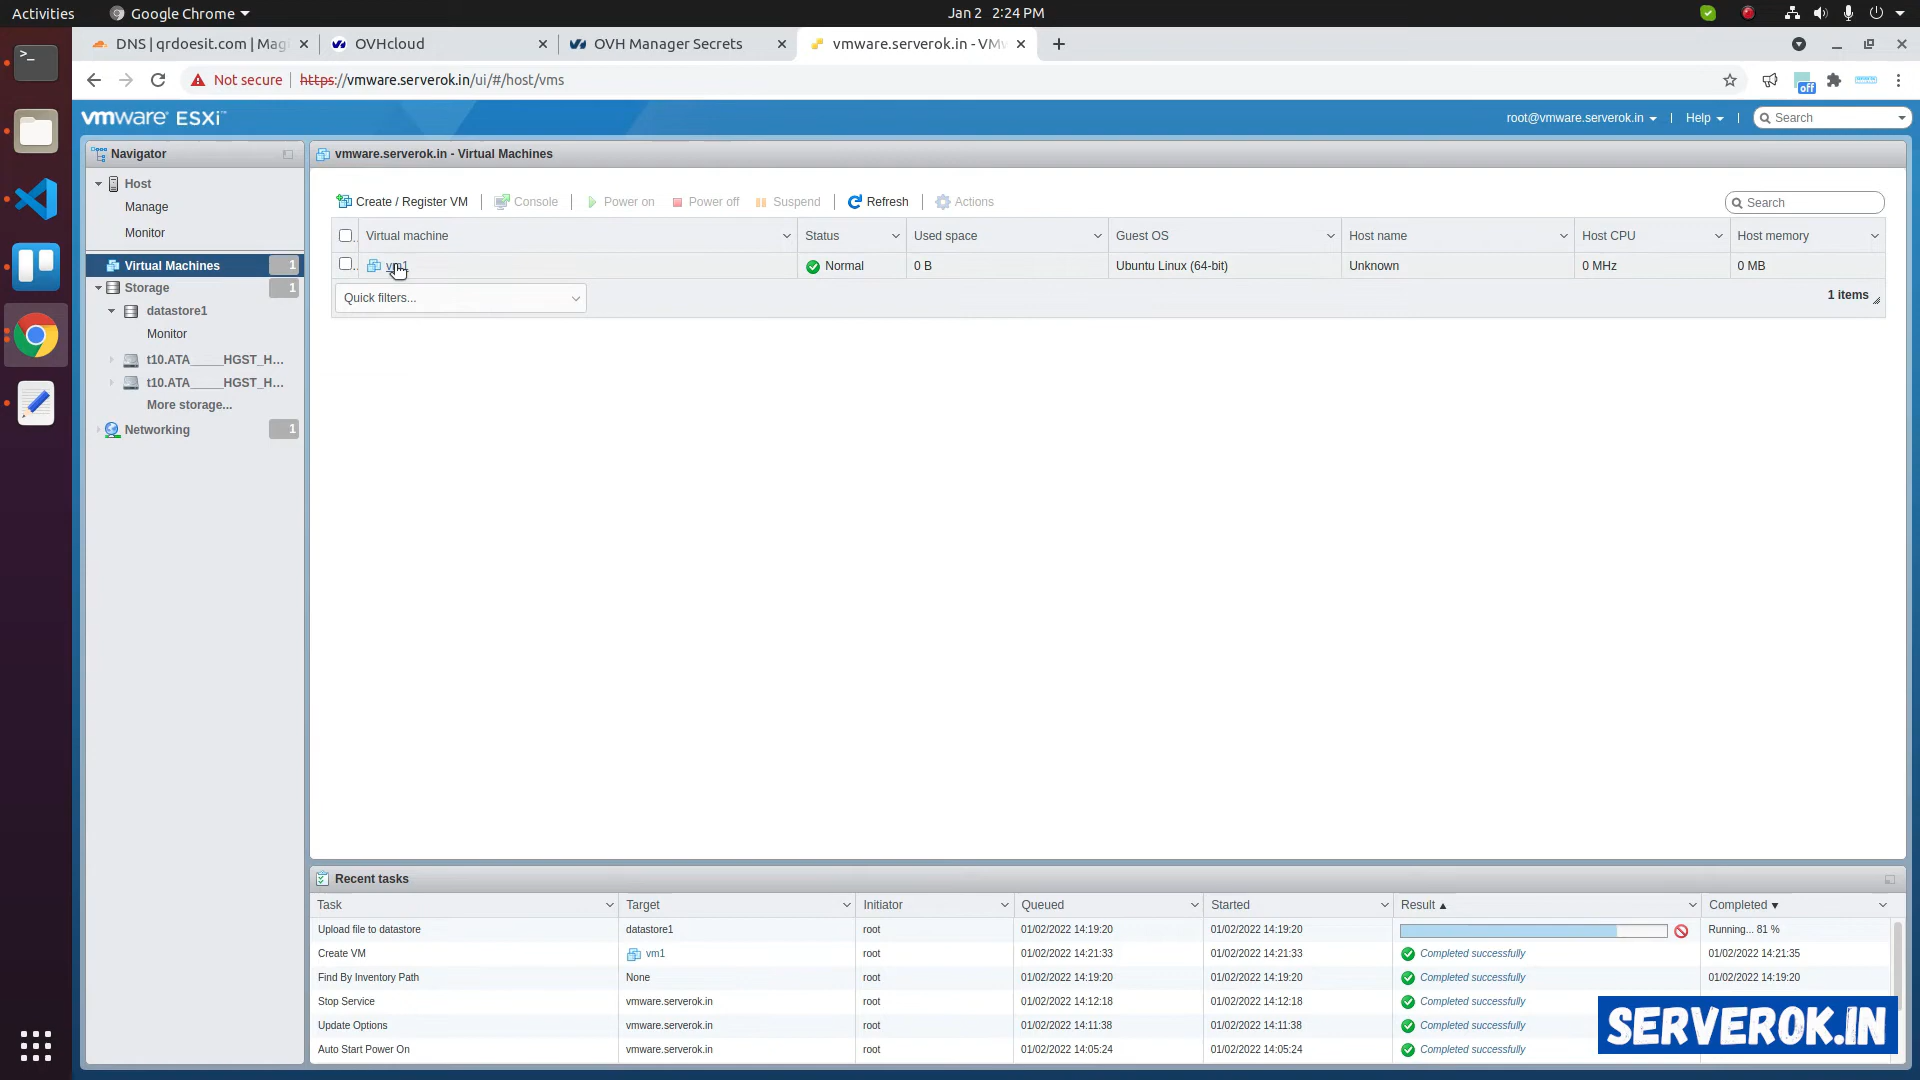 Activities Google Chrome Jan 2 2:24 PM
DNS | qrdoesit.com | Mag OVHcloud OVH Manager Secrets vmware.serverok.in - VM
Not secure https://vmware.serverok.in/ui/#/host/vms off
vmware ESXi root@vmware.serverok.in | Help | Search
Navigator vmware.serverok.in - Virtual Machines
Host
Manage
Monitor
Virtual Machines 1
Storage 1
datastore1
Monitor
t10.ATA_____HGST_H...
t10.ATA_____HGST_H...
More storage...
Networking 1
Create / Register VM | Console | Power on Power off Suspend | Refresh | Actions Search
Virtual machine Status Used space Guest OS Host name Host CPU Host memory
vm1 Normal 0 B Ubuntu Linux (64-bit) Unknown 0 MHz 0 MB
Quick filters... 1 items
Recent tasks
Task Target Initiator Queued Started Result ▲ Completed ▼
Upload file to datastore datastore1 root 01/02/2022 14:19:20 01/02/2022 14:19:20 Running... 81 %
Create VM vm1 root 01/02/2022 14:21:33 01/02/2022 14:21:33 Completed successfully 01/02/2022 14:21:35
Find By Inventory Path None root 01/02/2022 14:19:20 01/02/2022 14:19:20 Completed successfully 01/02/2022 14:19:20
Stop Service vmware.serverok.in root 01/02/2022 14:12:18 01/02/2022 14:12:18 Completed successfully
Update Options vmware.serverok.in root 01/02/2022 14:11:38 01/02/2022 14:11:38 Completed successfully
Auto Start Power On vmware.serverok.in root 01/02/2022 14:05:24 01/02/2022 14:05:24 Completed successfully
SERVEROK.IN